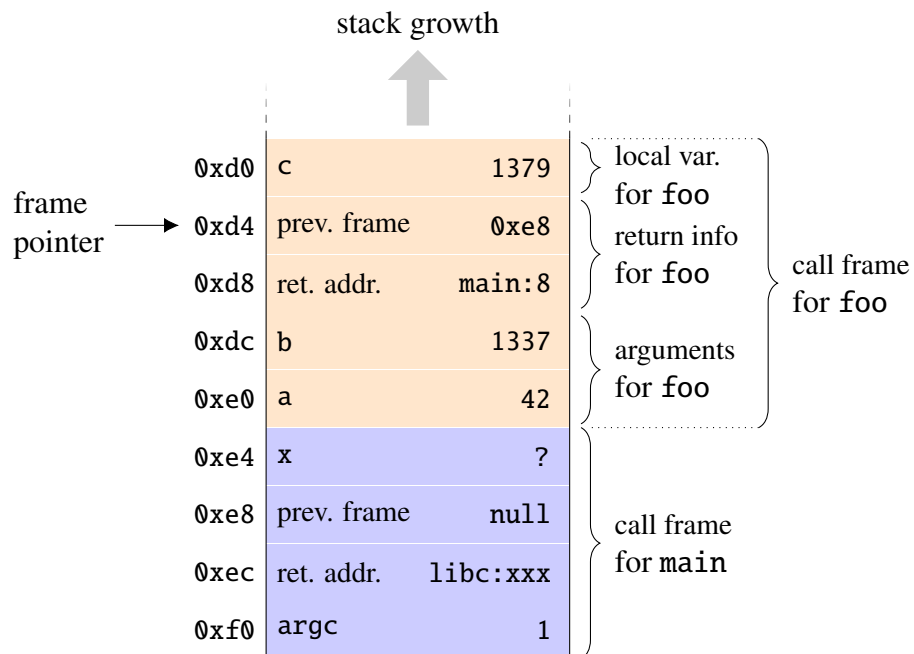 stack growth
0xd0 c 1379
local var.
for foo
frame
pointer
0xd4 prev. frame 0xe8
return info
for foo
0xd8 ret. addr. main:8
call frame
for foo
0xdc b 1337
arguments
for foo
0xe0 a 42
0xe4 x ?
0xe8 prev. frame null
call frame
for main
0xec ret. addr. libc:xxx
0xf0 argc 1